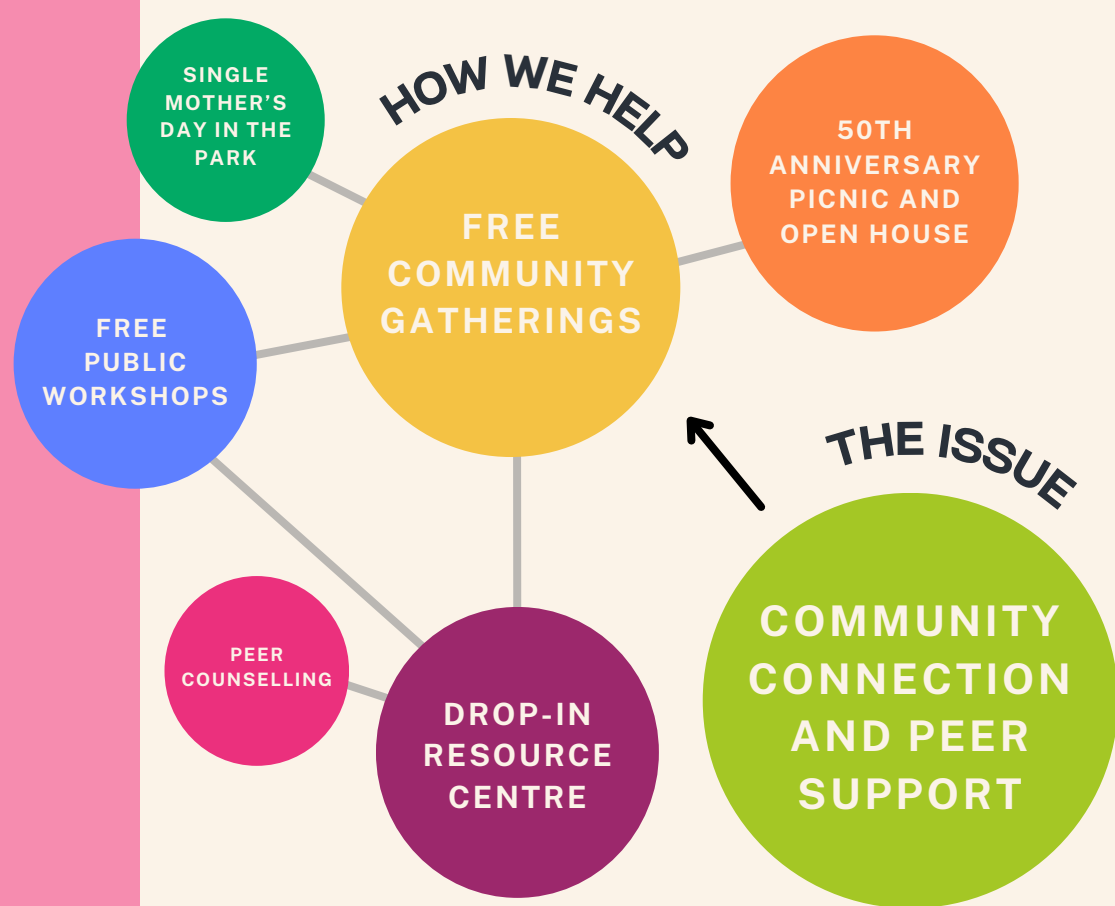 SINGLE
MOTHER'S
DAY IN THE
PARK
HOW WE HELP
FREE
COMMUNITY
GATHERINGS
50TH
ANNIVERSARY
PICNIC AND
OPEN HOUSE
FREE
PUBLIC
WORKSHOPS
THE ISSUE
COMMUNITY
CONNECTION
AND PEER
SUPPORT
PEER
COUNSELLING
DROP-IN
RESOURCE
CENTRE